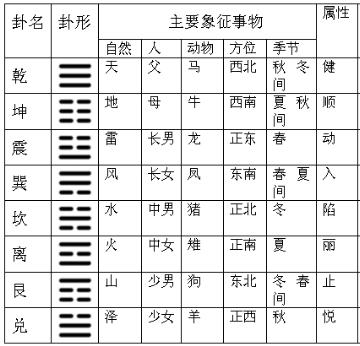 卦名 卦形 主要象征事物 属性
自然 人 动物 方位 季节
乾 天 父 马 西北 秋 冬 间 健
坤 地 母 牛 西南 夏 秋 间 顺
震 雷 长男 龙 正东 春 动
巽 风 长女 凤 东南 春 夏 间 入
坎 水 中男 猪 正北 冬 陷
离 火 中女 雉 正南 夏 丽
艮 山 少男 狗 东北 冬 春 间 止
兑 泽 少女 羊 正西 秋 悦